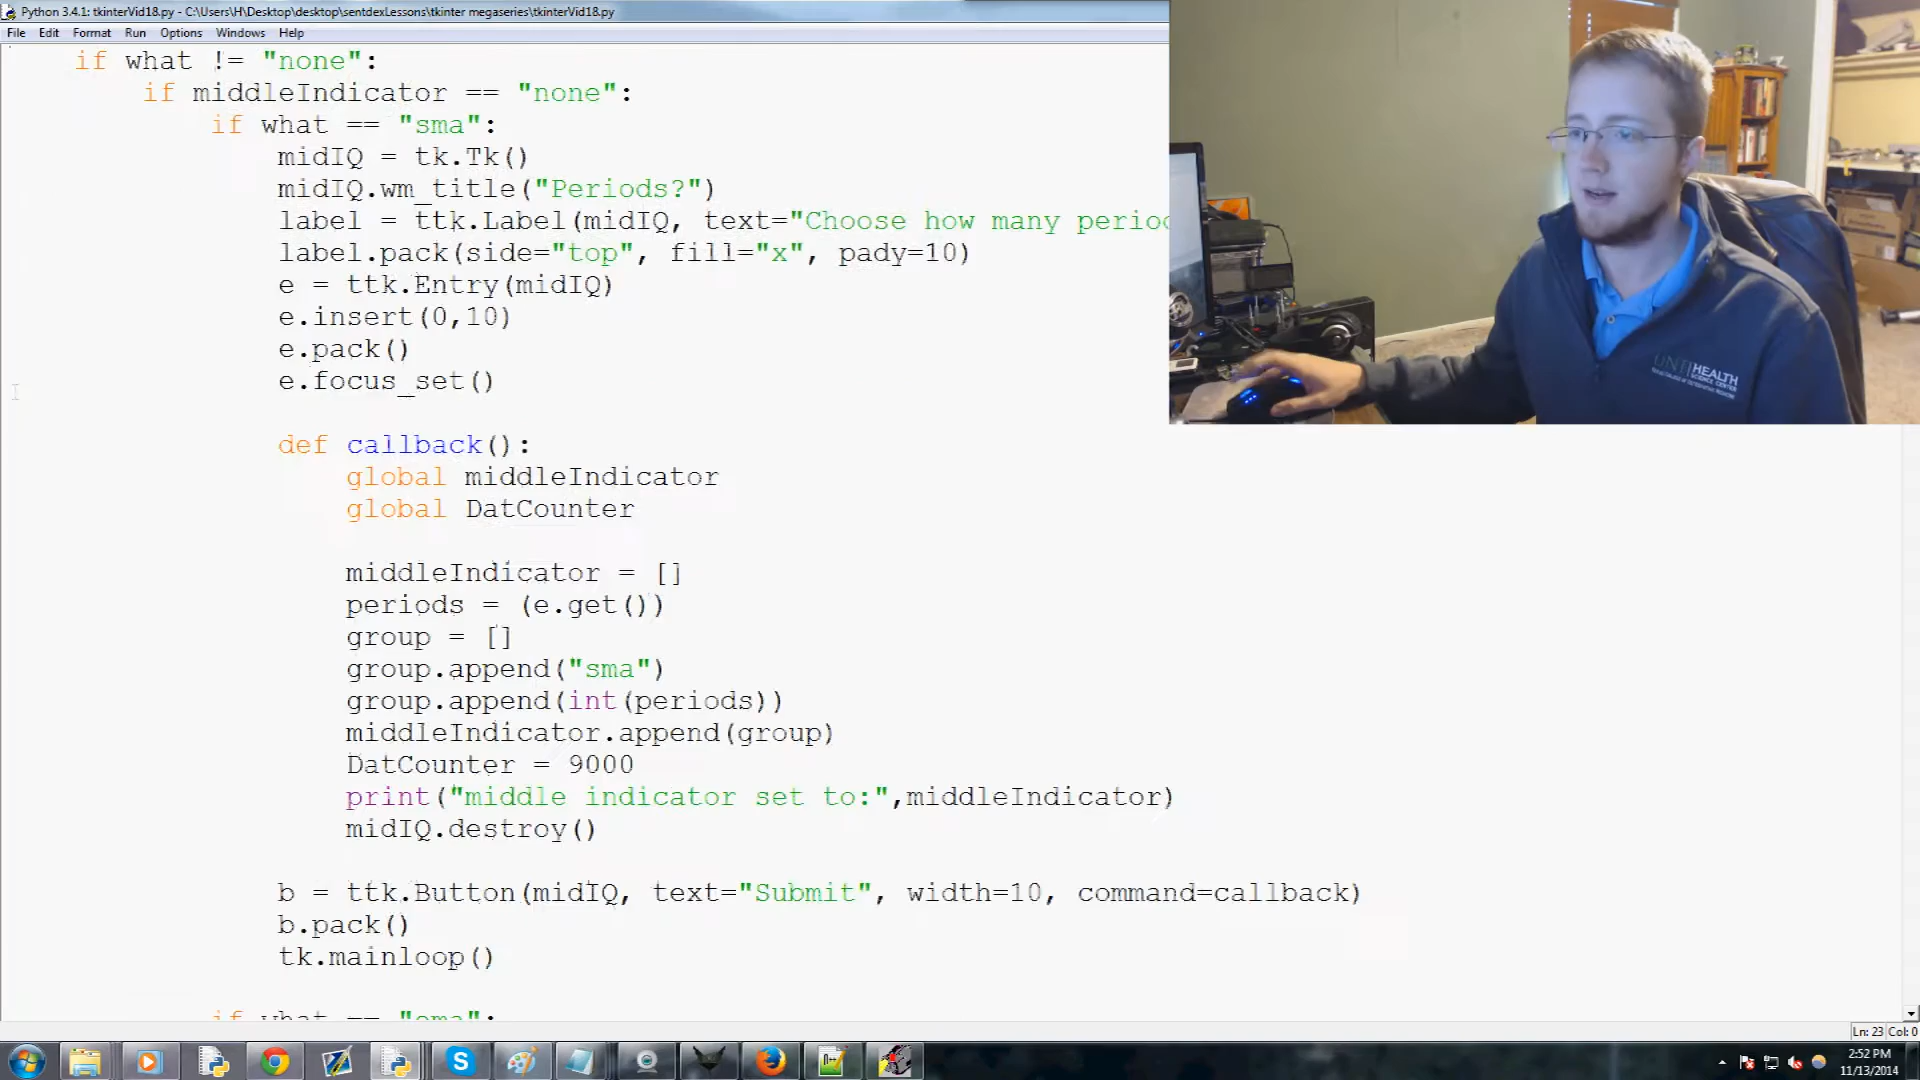 Python 3.4.1: tkinterVid18.py - C:\Users\H\Desktop\desktop\sentdexLessons\tkinter megaseries\tkinterVid18.py
File Edit Format Run Options Windows Help
if what != "none":
if middleIndicator == "none":
if what == "sma":
midIQ = tk.Tk()
midIQ.wm_title("Periods?")
label = ttk.Label(midIQ, text="Choose how many perio
label.pack(side="top", fill="x", pady=10)
e = ttk.Entry(midIQ)
e.insert(0,10)
e.pack()
e.focus_set()
def callback():
global middleIndicator
global DatCounter
middleIndicator = []
periods = (e.get())
group = []
group.append("sma")
group.append(int(periods))
middleIndicator.append(group)
DatCounter = 9000
print("middle indicator set to:",middleIndicator)
midIQ.destroy()
b = ttk.Button(midIQ, text="Submit", width=10, command=callback)
b.pack()
tk.mainloop()
UNT HEALTH
SCIENCE CENTER
Ln: 23 Col: 0
2:52 PM
11/13/2014